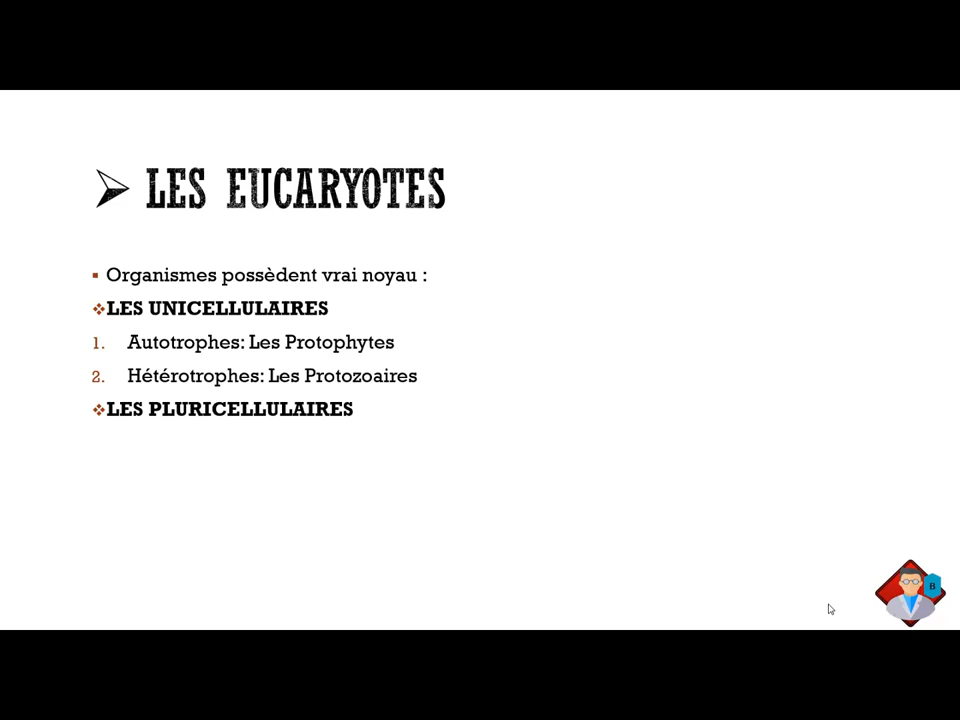 ➢ LES EUCARYOTES
▪ Organismes possèdent vrai noyau :
❖LES UNICELLULAIRES
1. Autotrophes: Les Protophytes
2. Hétérotrophes: Les Protozoaires
❖LES PLURICELLULAIRES
B